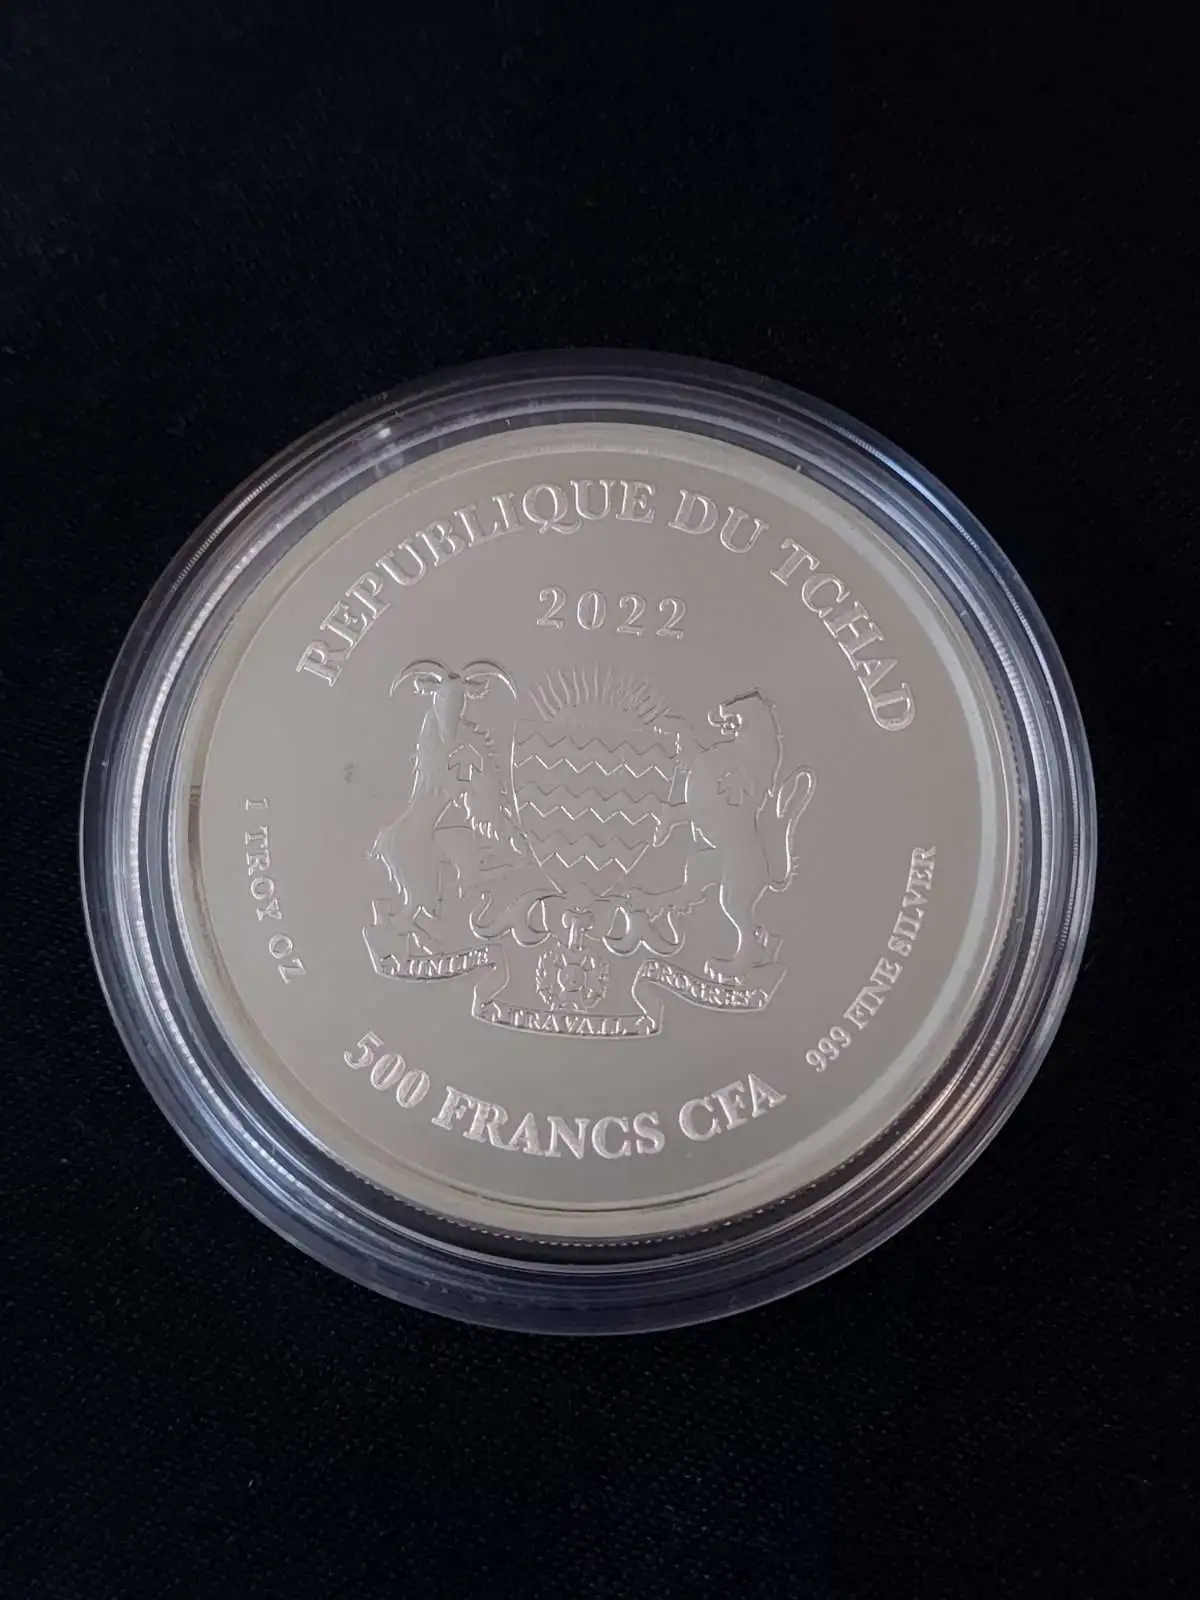 REPUBLIQUE DU TCHAD
2022
1 TROY OZ
999 FINE SILVER
UNITE
TRAVAIL
PROGRES
500 FRANCS CFA